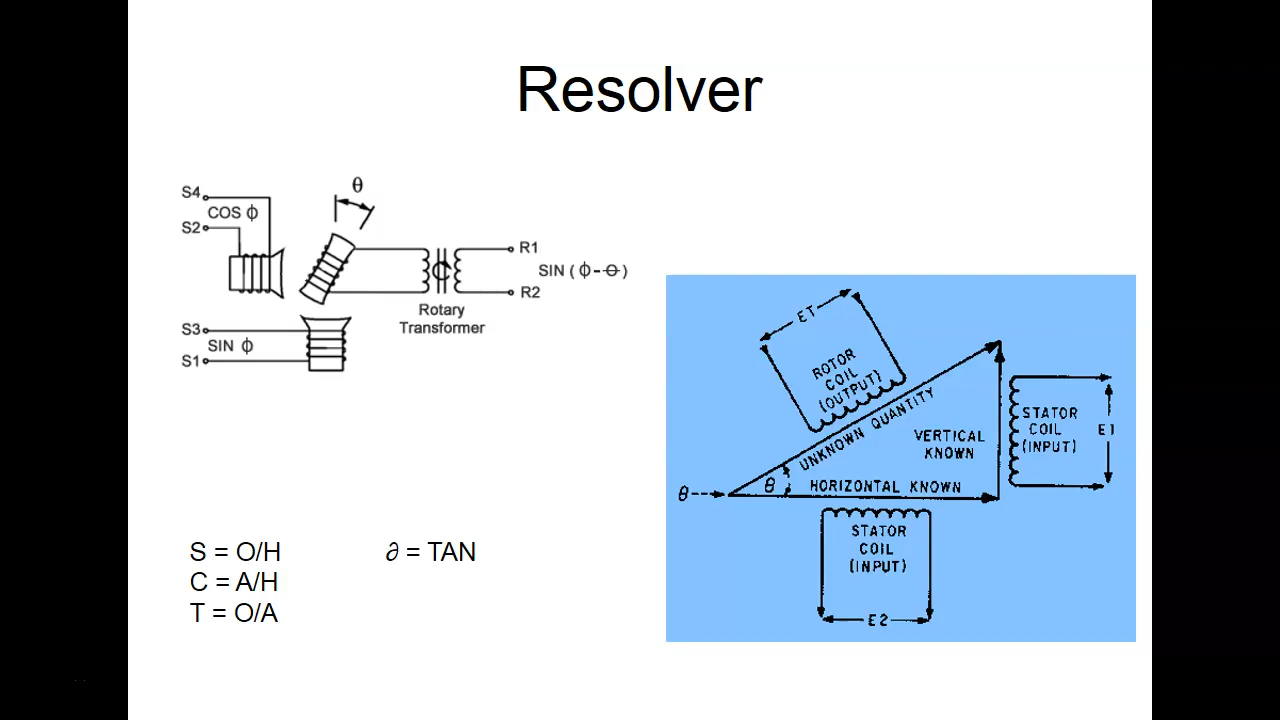 Resolver
θ
S4
COS ϕ
S2
R1
SIN ( ϕ - ϴ )
R2
Rotary
Transformer
S3
SIN ϕ
S1
ET
ROTOR
COIL
(OUTPUT)
UNKNOWN QUANTITY
VERTICAL
KNOWN
STATOR
COIL
(INPUT)
E1
θ
θ
HORIZONTAL KNOWN
STATOR
COIL
(INPUT)
E2
S = O/H
C = A/H
T = O/A
∂ = TAN